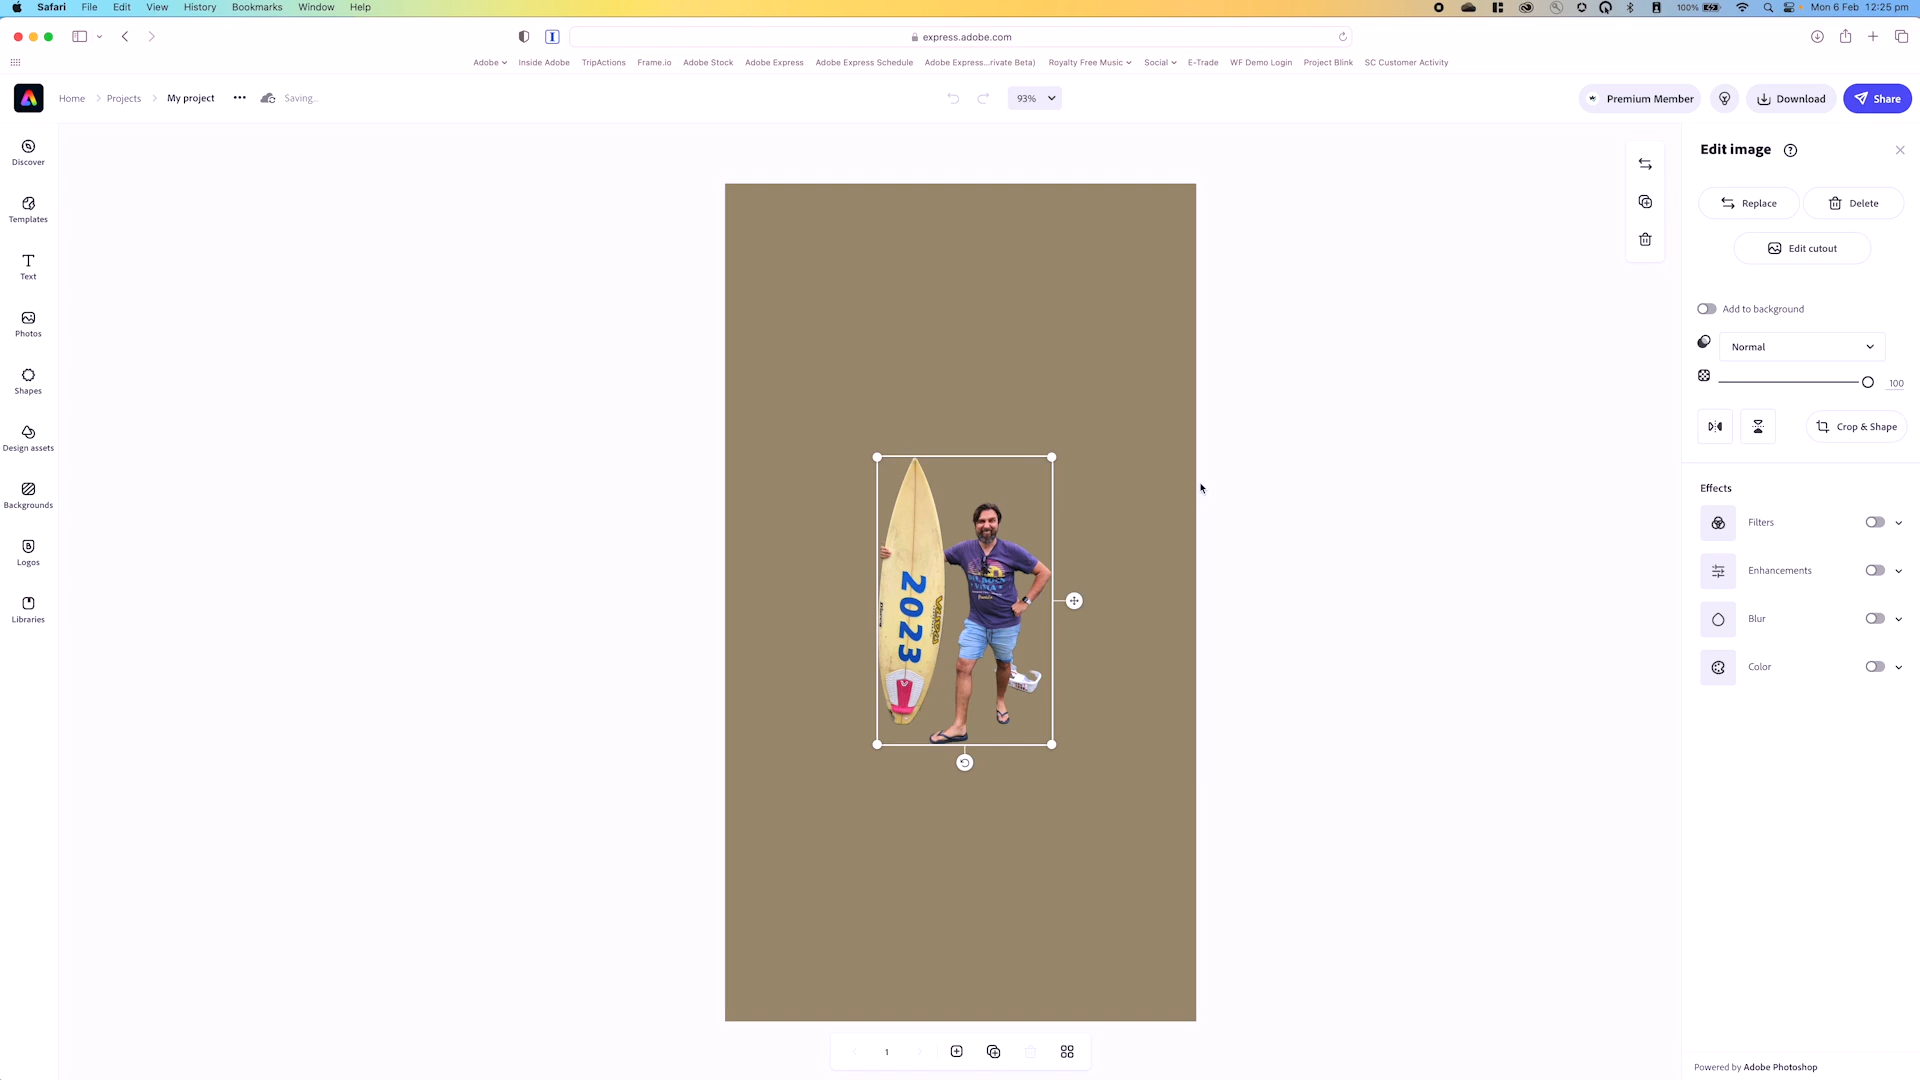 Safari File Edit View History Bookmarks Window Help 100% Mon 6 Feb 12:25 pm
express.adobe.com
Adobe Inside Adobe TripActions Frame.io Adobe Stock Adobe Express Adobe Express Schedule Adobe Express...rivate Beta) Royalty Free Music Social E-Trade WF Demo Login Project Blink SC Customer Activity
Home Projects My project Saving... 93% Premium Member Download Share
Discover
Templates
Text
Photos
Shapes
Design assets
Backgrounds
Logos
Libraries
2023
1
Edit image
Replace Delete
Edit cutout
Add to background
Normal
100
Crop & Shape
Effects
Filters
Enhancements
Blur
Color
Powered by Adobe Photoshop